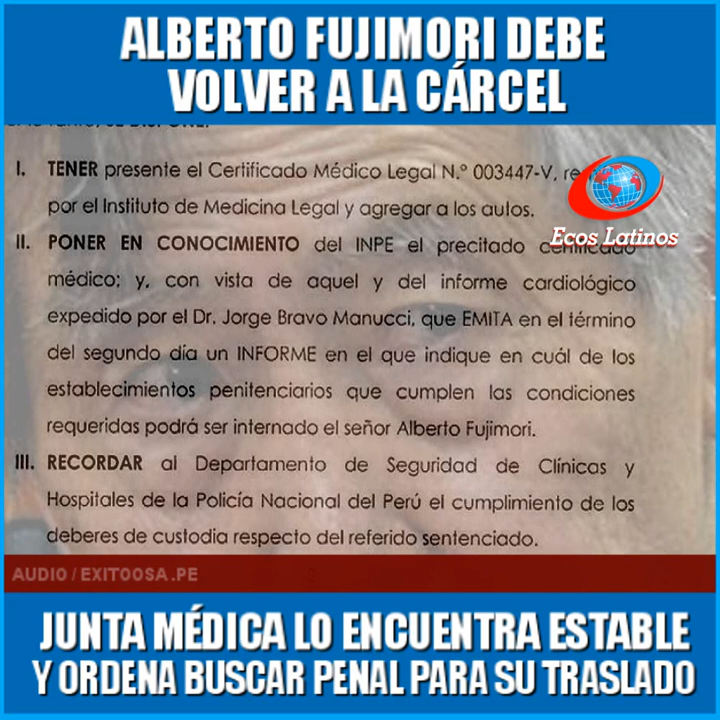 ALBERTO FUJIMORI DEBE
VOLVER A LA CÁRCEL
I. TENER presente el Certificado Médico Legal N.° 003447-V,
por el Instituto de Medicina Legal y agregar a los autos.
Ecos Latinos
II. PONER EN CONOCIMIENTO del INPE el precitado certificado
médico; y, con vista de aquel y del informe cardiológico
expedido por el Dr. Jorge Bravo Manucci, que EMITA en el término
del segundo día un INFORME en el que indique en cuál de los
establecimientos penitenciarios que cumplen las condiciones
requeridas podrá ser internado el señor Alberto Fujimori.
III. RECORDAR al Departamento de Seguridad de Clínicas y
Hospitales de la Policía Nacional del Perú el cumplimiento de los
deberes de custodia respecto del referido sentenciado.
AUDIO / EXITOOSA.PE
JUNTA MÉDICA LO ENCUENTRA ESTABLE
Y ORDENA BUSCAR PENAL PARA SU TRASLADO